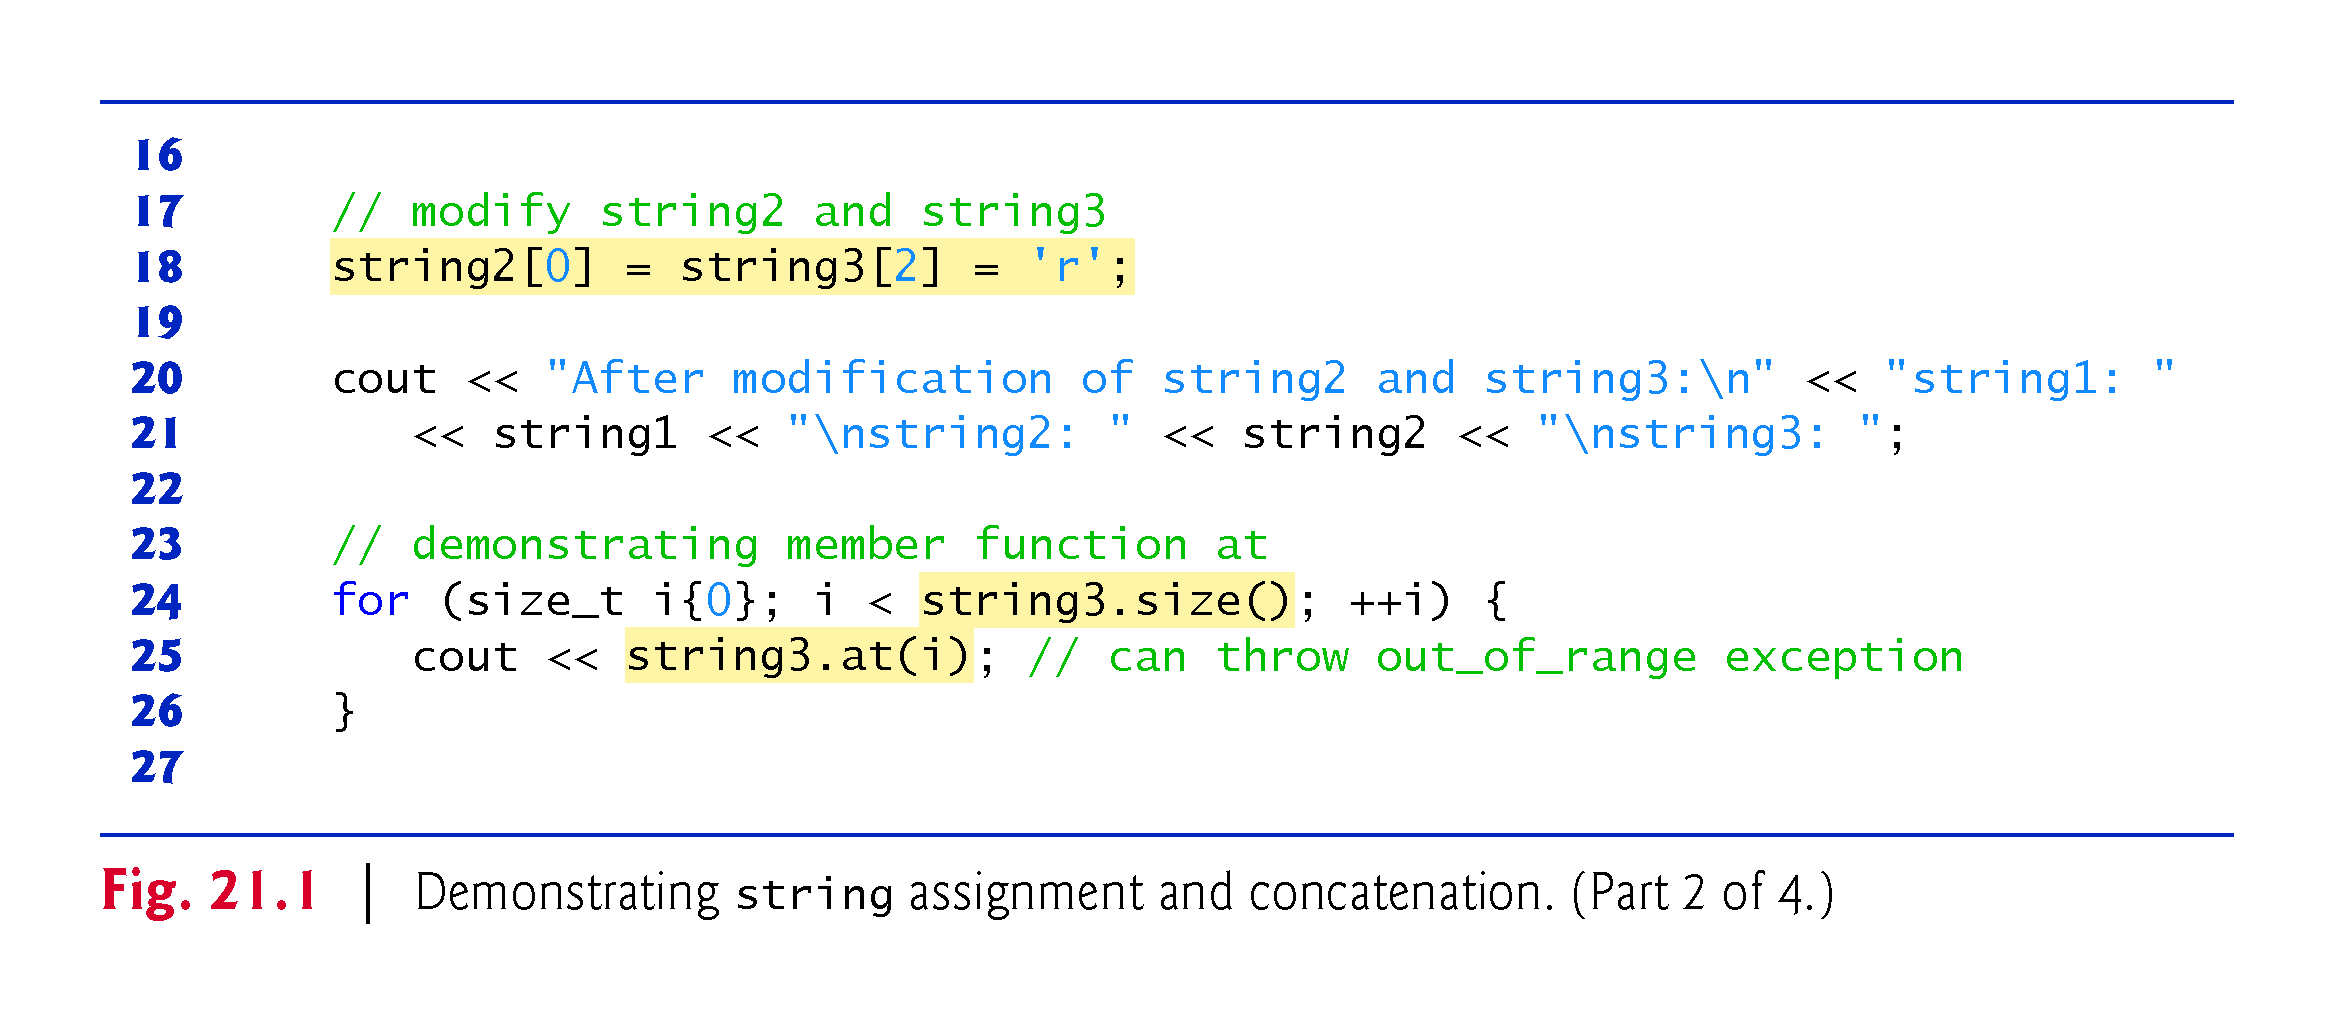 16
17 // modify string2 and string3
18 string2[0] = string3[2] = 'r';
19
20 cout << "After modification of string2 and string3:\n" << "string1: "
21 << string1 << "\nstring2: " << string2 << "\nstring3: ";
22
23 // demonstrating member function at
24 for (size_t i{0}; i < string3.size(); ++i) {
25 cout << string3.at(i); // can throw out_of_range exception
26 }
27
Fig. 21.1 | Demonstrating string assignment and concatenation. (Part 2 of 4.)